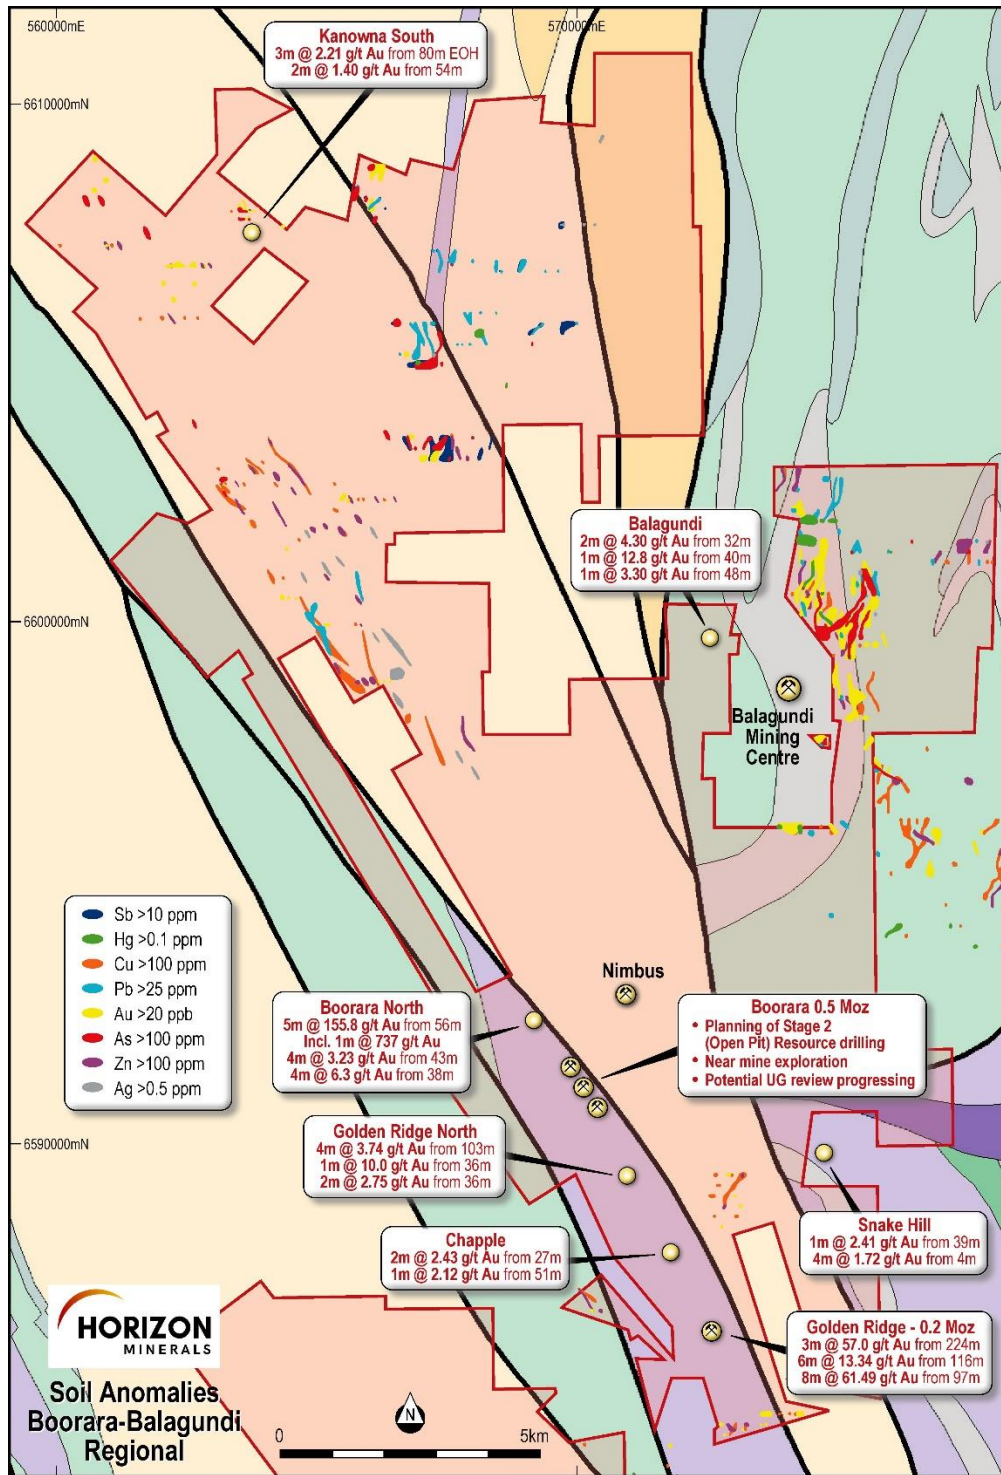 560000mE
570000mE
Kanowna South
3m @ 2.21 g/t Au from 80m EOH
2m @ 1.40 g/t Au from 54m
6610000mN
Balagundi
2m @ 4.30 g/t Au from 32m
1m @ 12.8 g/t Au from 40m
1m @ 3.30 g/t Au from 48m
6600000mN
Balagundi
Mining
Centre
Sb >10 ppm
Hg >0.1 ppm
Cu >100 ppm
Pb >25 ppm
Au >20 ppb
As >100 ppm
Zn >100 ppm
Ag >0.5 ppm
Nimbus
Boorara North
5m @ 155.8 g/t Au from 56m
Incl. 1m @ 737 g/t Au
4m @ 3.23 g/t Au from 43m
4m @ 6.3 g/t Au from 38m
Boorara 0.5 Moz
• Planning of Stage 2
(Open Pit) Resource drilling
• Near mine exploration
• Potential UG review progressing
6590000mN
Golden Ridge North
4m @ 3.74 g/t Au from 103m
1m @ 10.0 g/t Au from 36m
2m @ 2.75 g/t Au from 36m
Snake Hill
1m @ 2.41 g/t Au from 39m
4m @ 1.72 g/t Au from 4m
Chapple
2m @ 2.43 g/t Au from 27m
1m @ 2.12 g/t Au from 51m
Golden Ridge - 0.2 Moz
3m @ 57.0 g/t Au from 224m
6m @ 13.34 g/t Au from 116m
8m @ 61.49 g/t Au from 97m
HORIZON
MINERALS
Soil Anomalies
Boorara-Balagundi
Regional
N
0
5km